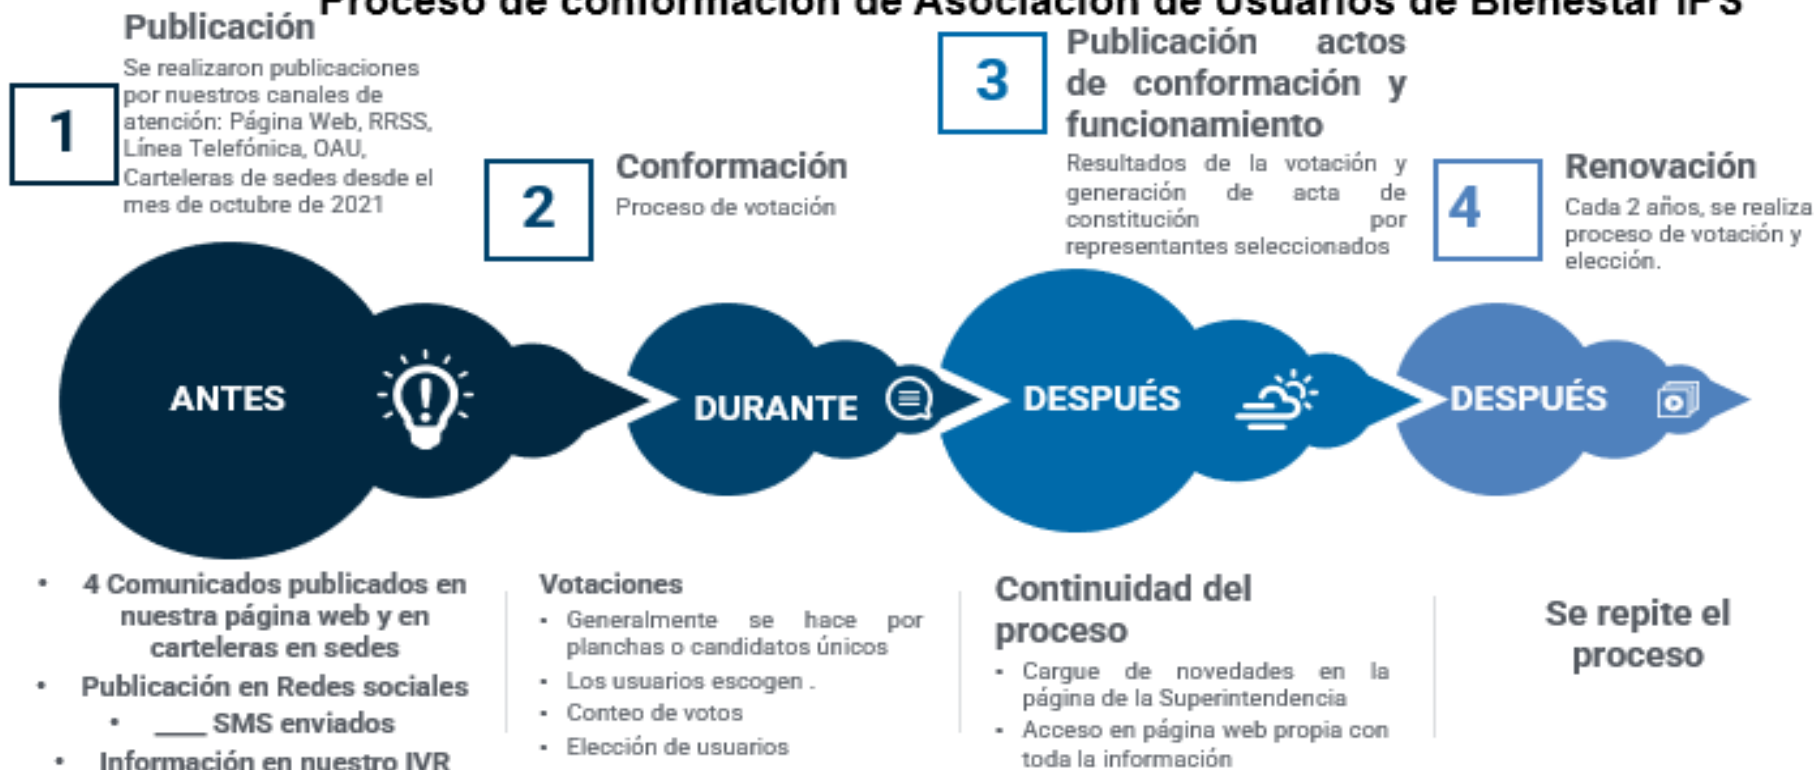 Proceso de conformación de Asociación de Usuarios de Bienestar IPS
1
Publicación
Se realizaron publicaciones
por nuestros canales de
atención: Página Web, RRSS,
Línea Telefónica, OAU,
Carteleras de sedes desde el
mes de octubre de 2021
2
Conformación
Proceso de votación
3
Publicación actos
de conformación y
funcionamiento
Resultados de la votación y
generación de acta de
constitución por
representantes seleccionados
4
Renovación
Cada 2 años, se realiza
proceso de votación y
elección.
ANTES
DURANTE
DESPUÉS
DESPUÉS
• 4 Comunicados publicados en
nuestra página web y en
carteleras en sedes
• Publicación en Redes sociales
• ___ SMS enviados
• Información en nuestro IVR
Votaciones
• Generalmente se hace por
planchas o candidatos únicos
• Los usuarios escogen .
• Conteo de votos
• Elección de usuarios
Continuidad del
proceso
• Cargue de novedades en la
página de la Superintendencia
• Acceso en página web propia con
toda la información
Se repite el
proceso